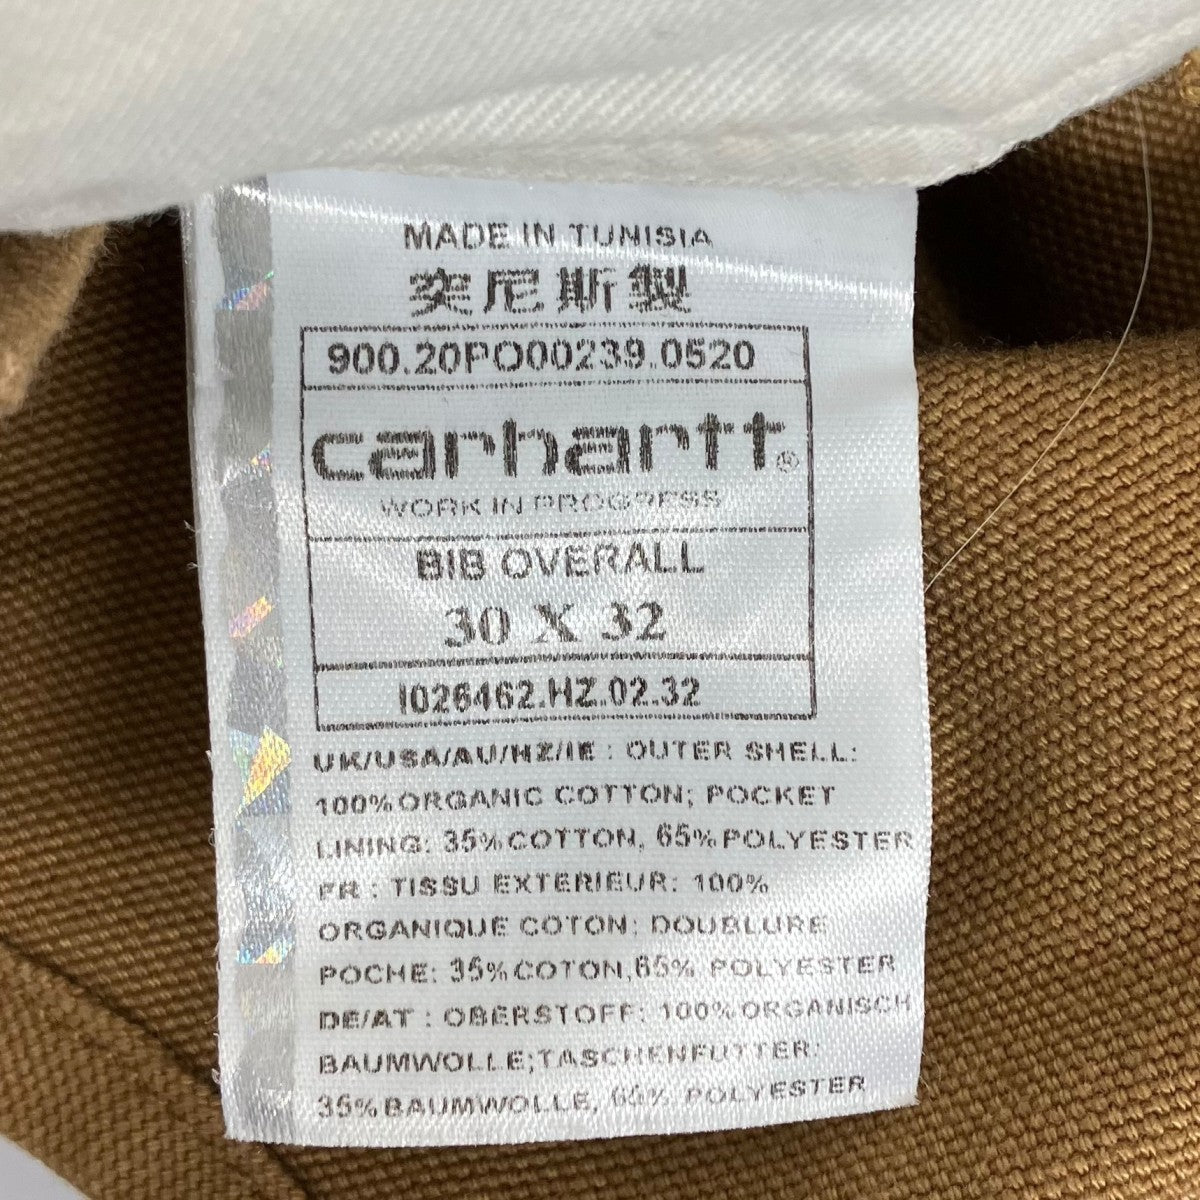 MADE IN TUNISIA
突尼斯製
900.20PO00239.0520
carhartt®
WORK IN PROGRESS
BIB OVERALL
30 X 32
I026462.HZ.02.32
UK/USA/AU/NZ/IE : OUTER SHELL:
100%ORGANIC COTTON; POCKET
LINING: 35%COTTON, 65%POLYESTER
FR : TISSU EXTERIEUR: 100%
ORGANIQUE COTON; DOUBLURE
POCHE: 35%COTON,65% POLYESTER
DE/AT : OBERSTOFF: 100%ORGANISCH
BAUMWOLLE;TASCHENFUTTER:
35%BAUMWOLLE, 65% POLYESTER